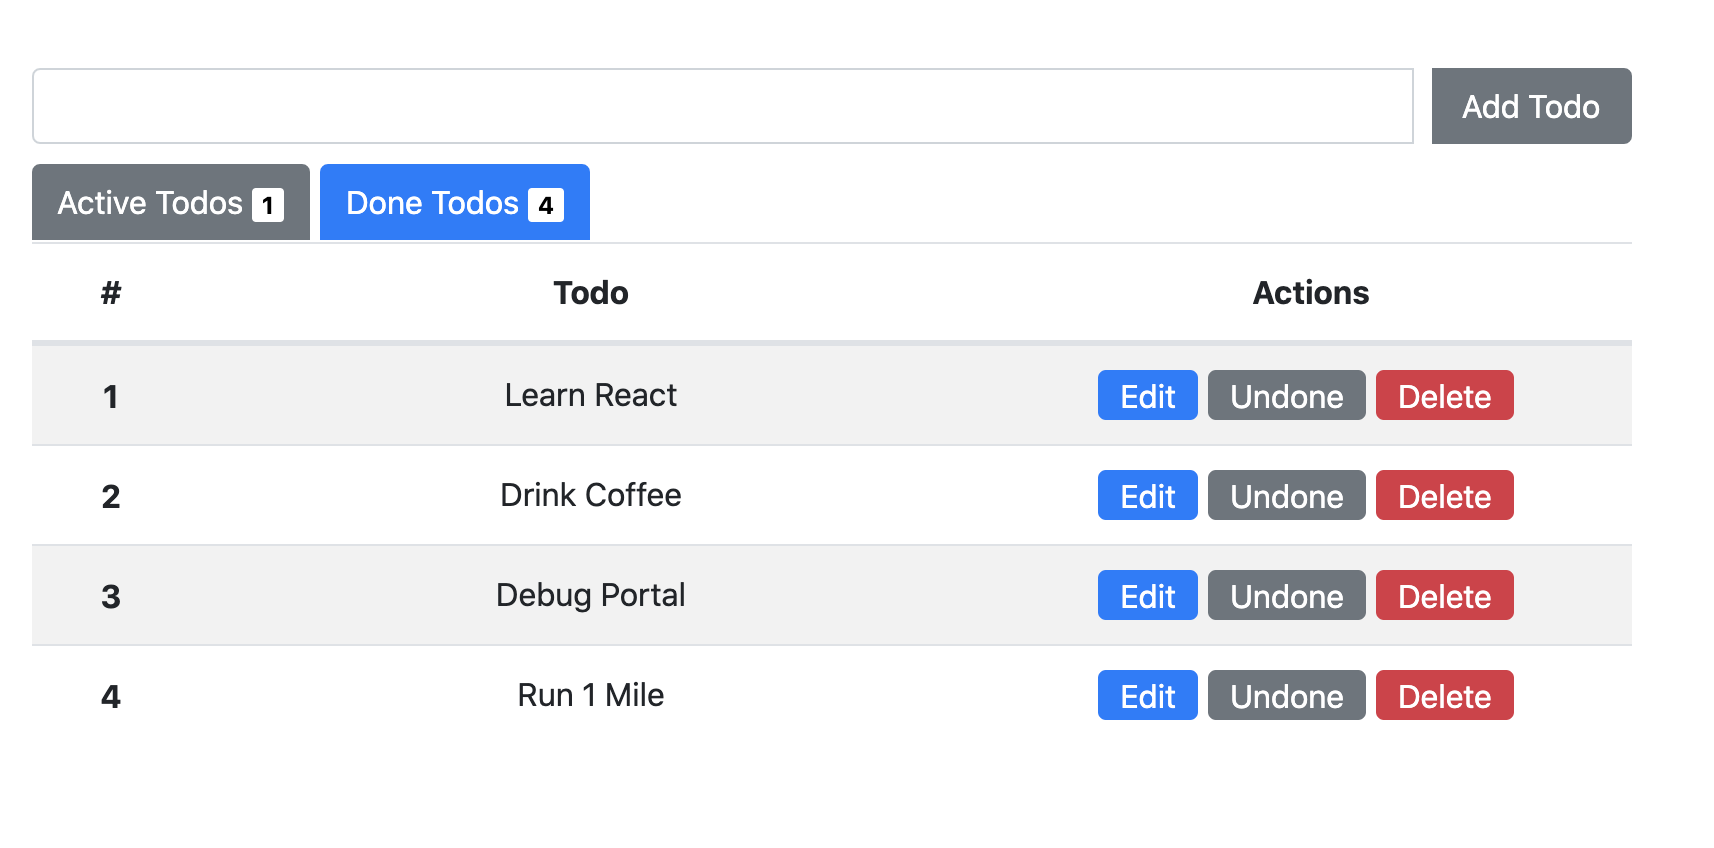 Add Todo
Active Todos 1 Done Todos 4
# Todo Actions
1 Learn React Edit Undone Delete
2 Drink Coffee Edit Undone Delete
3 Debug Portal Edit Undone Delete
4 Run 1 Mile Edit Undone Delete